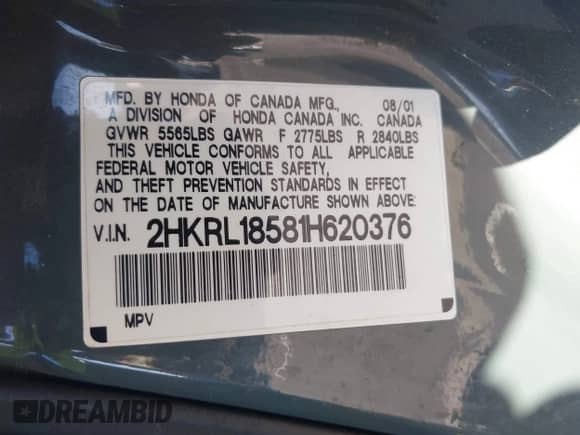 MFD. BY HONDA OF CANADA MFG., 08/01
A DIVISION OF HONDA CANADA INC. CANADA
GVWR 5565LBS GAWR F 2775LBS R 2840LBS
THIS VEHICLE CONFORMS TO ALL APPLICABLE
FEDERAL MOTOR VEHICLE SAFETY,
AND THEFT PREVENTION STANDARDS IN EFFECT
ON THE DATE OF MANUFACTURE SHOWN ABOVE.
V.I.N. 2HKRL18581H620376
MPV
DREAMBID